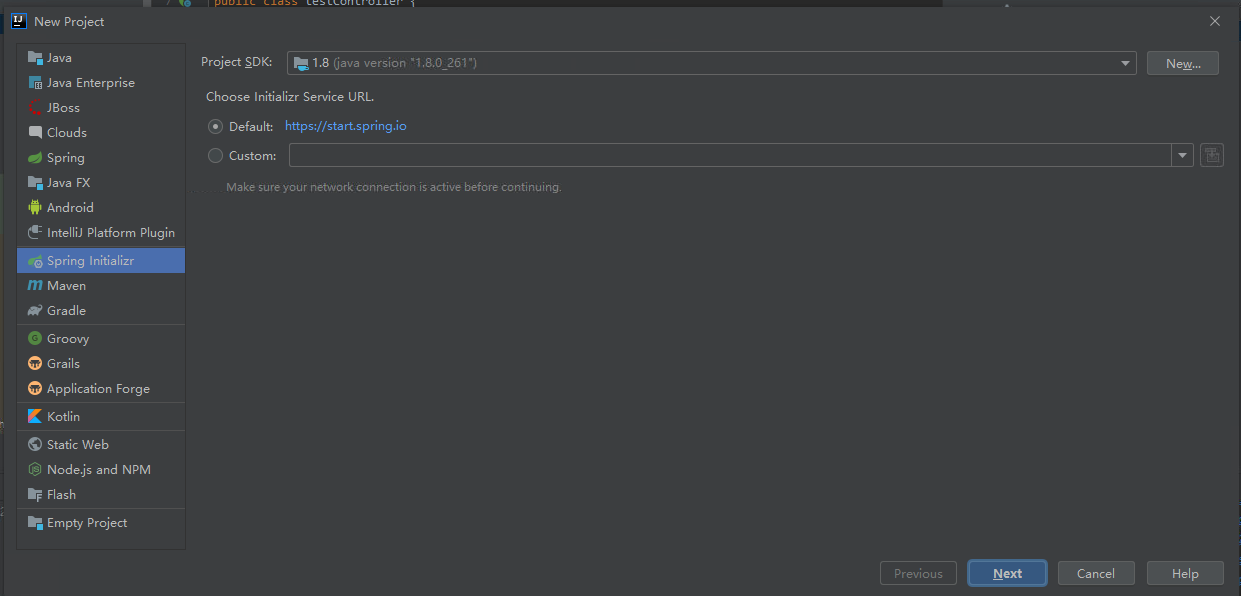 public class testController {
New Project
Java
Java Enterprise
JBoss
Clouds
Spring
Java FX
Android
IntelliJ Platform Plugin
Spring Initializr
Maven
Gradle
Groovy
Grails
Application Forge
Kotlin
Static Web
Node.js and NPM
Flash
Empty Project
Project SDK: 1.8 (java version "1.8.0_261") New...
Choose Initializr Service URL.
Default: https://start.spring.io
Custom:
Make sure your network connection is active before continuing.
Previous Next Cancel Help